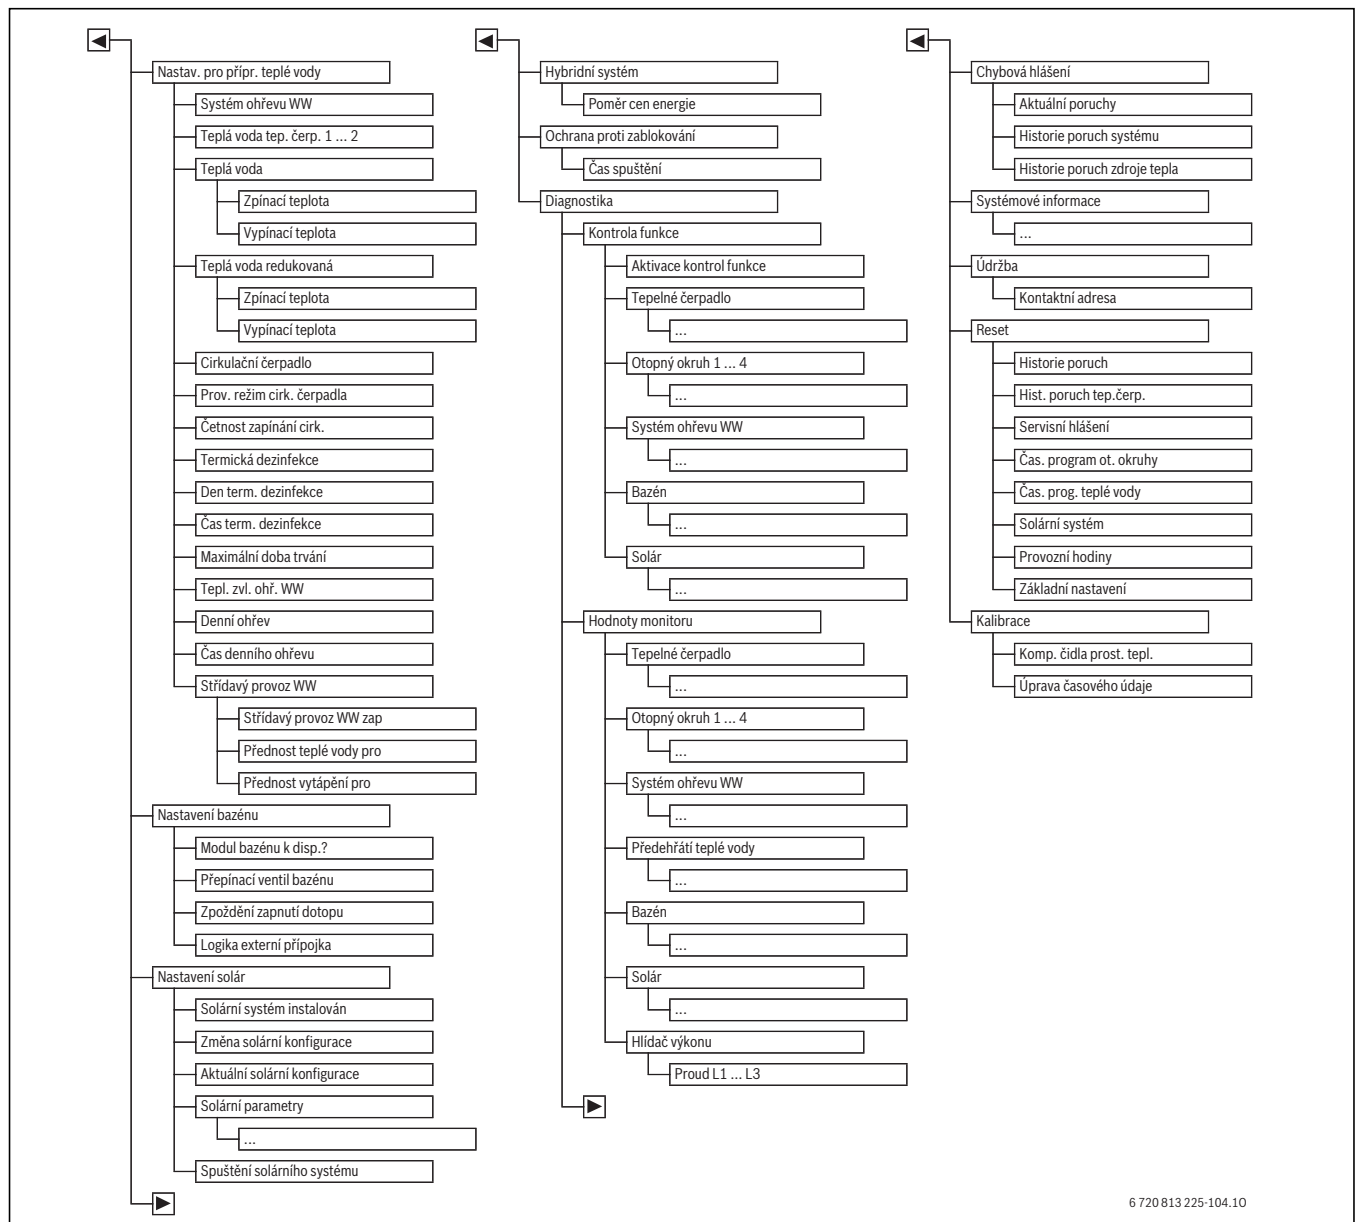 Nastav. pro přípr. teplé vody
Systém ohřevu WW
Teplá voda tep. čerp. 1 ... 2
Teplá voda
Zpínací teplota
Vypínací teplota
Teplá voda redukovaná
Zpínací teplota
Vypínací teplota
Cirkulační čerpadlo
Prov. režim cirk. čerpadla
Četnost zapínání cirk.
Termická dezinfekce
Den term. dezinfekce
Čas term. dezinfekce
Maximální doba trvání
Tepl. zvl. ohř. WW
Denní ohřev
Čas denního ohřevu
Střídavý provoz WW
Střídavý provoz WW zap
Přednost teplé vody pro
Přednost vytápění pro
Nastavení bazénu
Modul bazénu k disp.?
Přepínací ventil bazénu
Zpoždění zapnutí dotopu
Logika externí přípojka
Nastavení solár
Solární systém instalován
Změna solární konfigurace
Aktuální solární konfigurace
Solární parametry
...
Spuštění solárního systému
Hybridní systém
Poměr cen energie
Ochrana proti zablokování
Čas spuštění
Diagnostika
Kontrola funkce
Aktivace kontrol funkce
Tepelné čerpadlo
...
Otopný okruh 1 ... 4
...
Systém ohřevu WW
...
Bazén
...
Solár
...
Hodnoty monitoru
Tepelné čerpadlo
...
Otopný okruh 1 ... 4
...
Systém ohřevu WW
...
Předehřátí teplé vody
...
Bazén
...
Solár
...
Hlídač výkonu
Proud L1 ... L3
Chybová hlášení
Aktuální poruchy
Historie poruch systému
Historie poruch zdroje tepla
Systémové informace
...
Údržba
Kontaktní adresa
Reset
Historie poruch
Hist. poruch tep.čerp.
Servisní hlášení
Čas. program ot. okruhy
Čas. prog. teplé vody
Solární systém
Provozní hodiny
Základní nastavení
Kalibrace
Komp. čidla prost. tepl.
Úprava časového údaje
6 720 813 225-104.1O